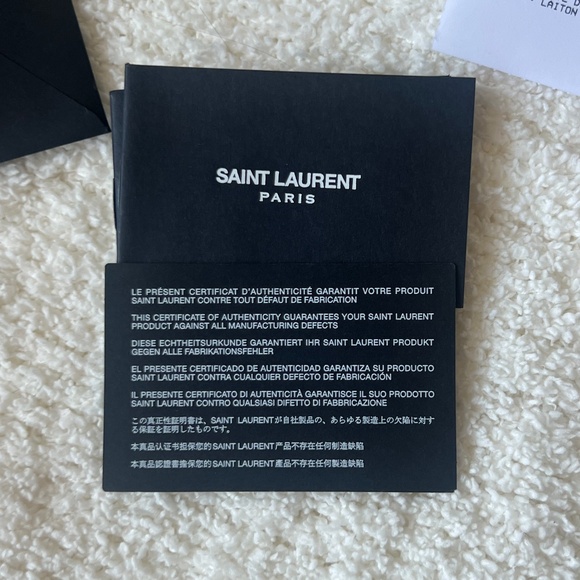 LAITON
SAINT LAURENT
PARIS
LE PRÉSENT CERTIFICAT D'AUTHENTICITÉ GARANTIT VOTRE PRODUIT
SAINT LAURENT CONTRE TOUT DÉFAUT DE FABRICATION
THIS CERTIFICATE OF AUTHENTICITY GUARANTEES YOUR SAINT LAURENT
PRODUCT AGAINST ALL MANUFACTURING DEFECTS
DIESE ECHTHEITSURKUNDE GARANTIERT IHR SAINT LAURENT PRODUKT
GEGEN ALLE FABRIKATIONSFEHLER
EL PRESENTE CERTIFICADO DE AUTENTICIDAD GARANTIZA SU PRODUCTO
SAINT LAURENT CONTRA CUALQUIER DEFECTO DE FABRICACIÓN
IL PRESENTE CERTIFICATO DI AUTENTICITÀ GARANTISCE IL SUO PRODOTTO
SAINT LAURENT CONTRO QUALSIASI DIFETTO DI FABBRICAZIONE
この真正性証明書は、SAINT LAURENTが自社製品の、あらゆる製造上の欠陥に対す
る保証を証明したものです。
本真品认证书担保您的SAINT LAURENT产品不存在任何制造缺陷
本真品認證書擔保您的SAINT LAURENT產品不存在任何製造缺陷